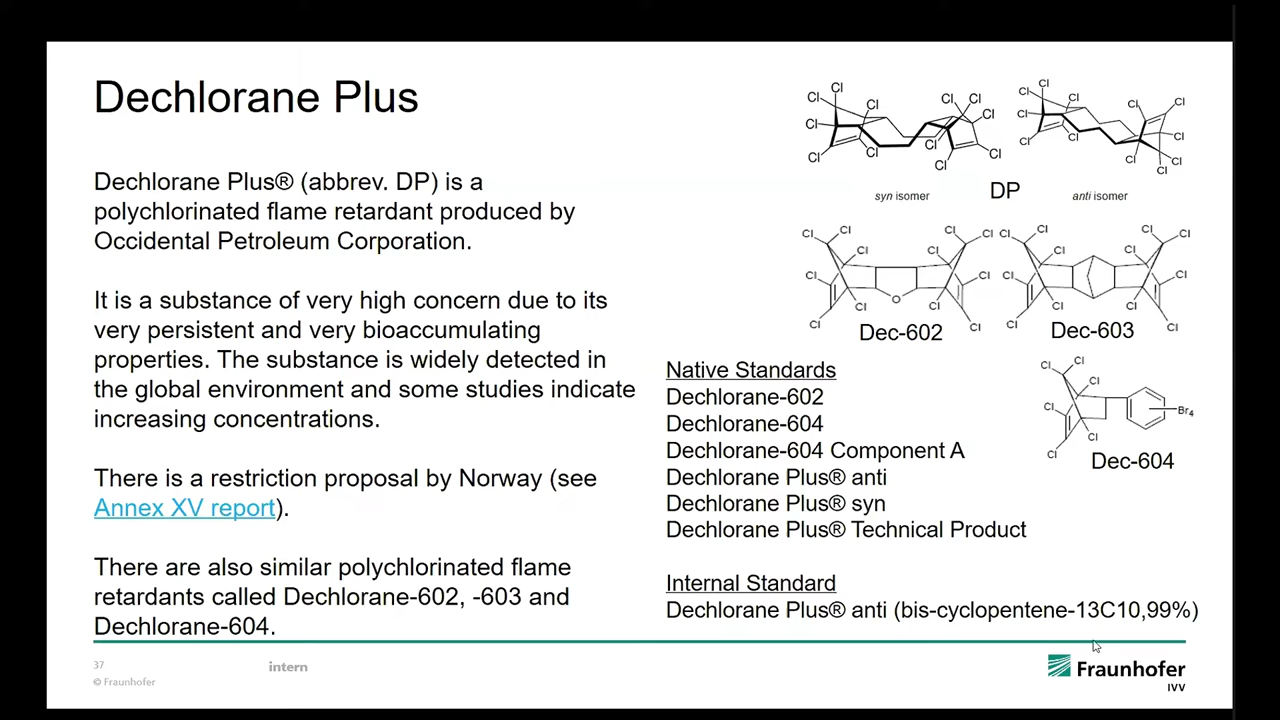 Dechlorane Plus
Dechlorane Plus® (abbrev. DP) is a
polychlorinated flame retardant produced by
Occidental Petroleum Corporation.
It is a substance of very high concern due to its
very persistent and very bioaccumulating
properties. The substance is widely detected in
the global environment and some studies indicate
increasing concentrations.
There is a restriction proposal by Norway (see
Annex XV report).
There are also similar polychlorinated flame
retardants called Dechlorane-602, -603 and
Dechlorane-604.
Cl Cl Cl Cl Cl Cl Cl Cl Cl Cl Cl Cl
syn isomer
DP
Cl Cl Cl Cl Cl Cl Cl Cl Cl Cl Cl Cl
anti isomer
Cl Cl Cl Cl Cl Cl Cl Cl Cl Cl Cl Cl
O
Dec-602
Cl Cl Cl Cl Cl Cl Cl Cl Cl Cl Cl Cl
Dec-603
Native Standards
Dechlorane-602
Dechlorane-604
Dechlorane-604 Component A
Dechlorane Plus® anti
Dechlorane Plus® syn
Dechlorane Plus® Technical Product
Cl Cl Cl Cl Cl Cl
Br4
Dec-604
Internal Standard
Dechlorane Plus® anti (bis-cyclopentene-13C10,99%)
37
© Fraunhofer
intern
Fraunhofer
IVV